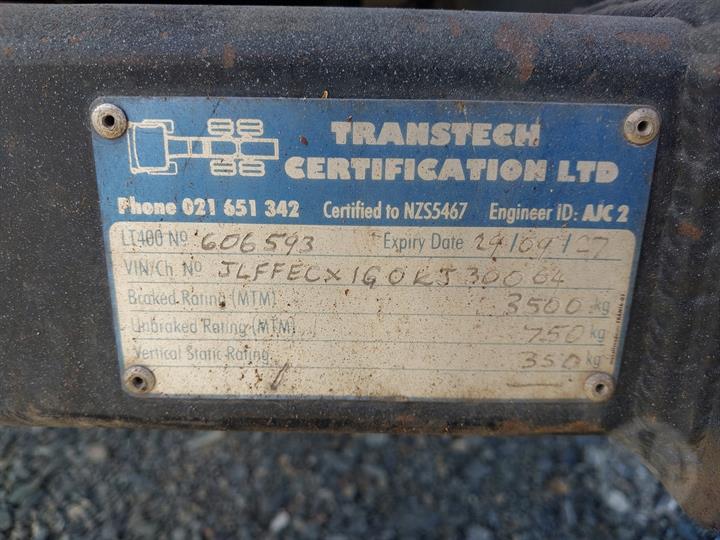 TRANSTECH
CERTIFICATION LTD
Phone 021 651 342 Certified to NZS5467 Engineer iD: AJC 2
LT400 Nº 606593 Expiry Date 29/09/27
VIN/Ch. Nº JLFFECX1G0KJ30064
Braked Rating (MTM) 3500 kg
Unbraked Rating (MTM) 750 kg
Vertical Static Rating 350 kg